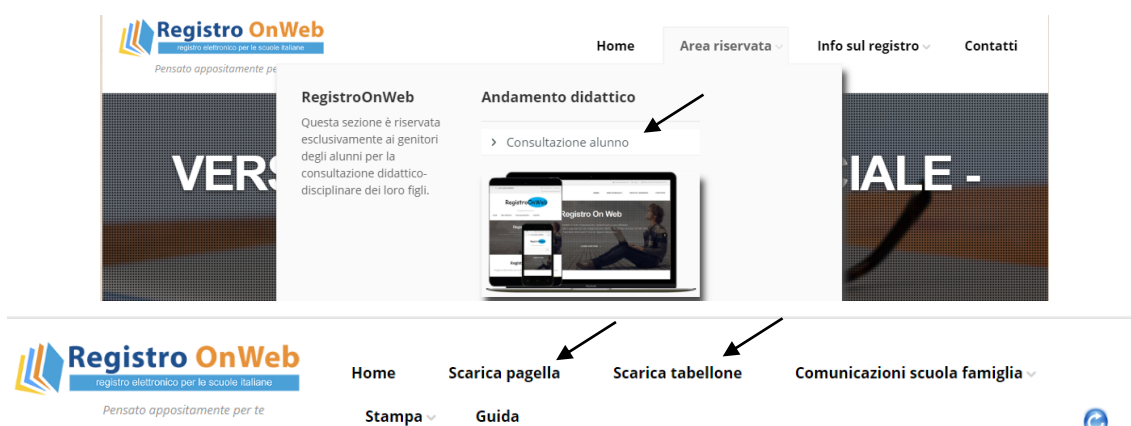 Registro OnWeb
registro elettronico per le scuole italiane
Pensato appositamente pe
Home Area riservata Info sul registro Contatti
RegistroOnWeb
Questa sezione è riservata
esclusivamente ai genitori
degli alunni per la
consultazione didattico-
disciplinare dei loro figli.
Andamento didattico
Consultazione alunno
VERS
IALE -
Registro OnWeb
Registro On Web
Registro OnWeb
registro elettronico per le scuole italiane
Pensato appositamente per te
Home Scarica pagella Scarica tabellone Comunicazioni scuola famiglia
Stampa Guida